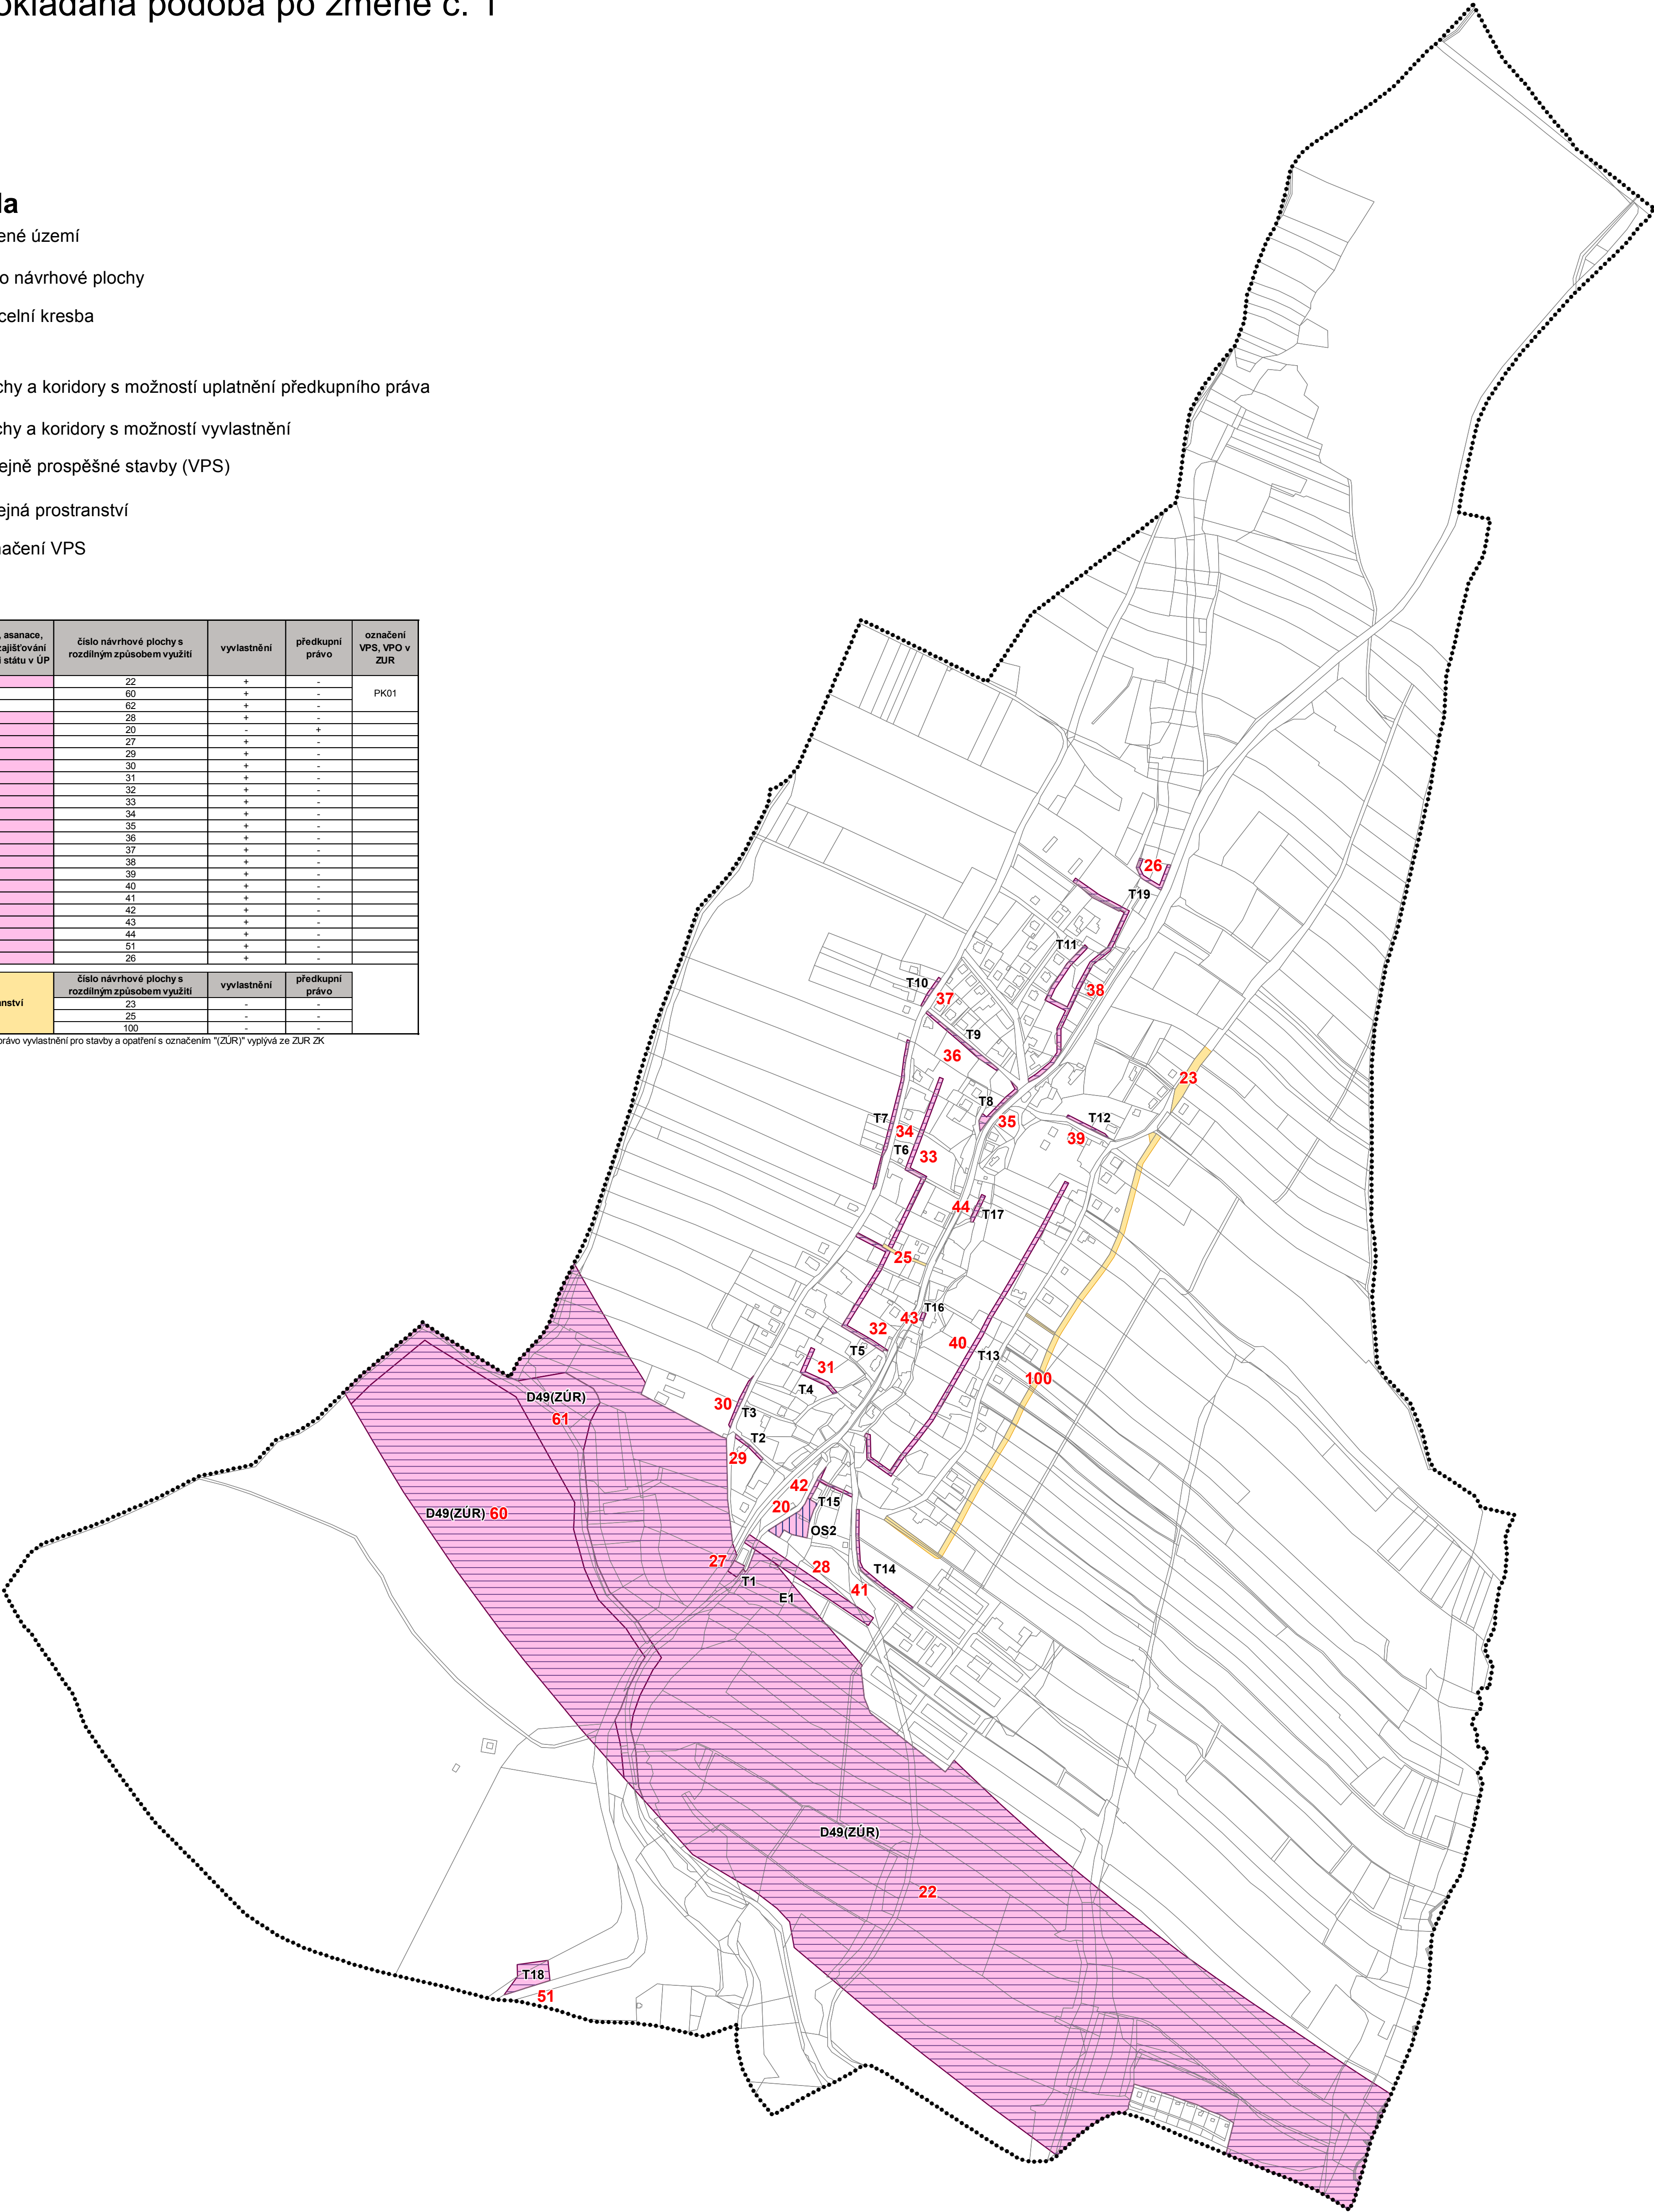 okládaná podoba po změně č. 1
la
ené území
o návrhové plochy
celní kresba
chy a koridory s možností uplatnění předkupního práva
chy a koridory s možností vyvlastnění
ejně prospěšné stavby (VPS)
ejná prostranství
načení VPS
, asanace,
zajišťování
i státu v ÚP
číslo návrhové plochy s
rozdílným způsobem využití
vyvlastnění
předkupní
právo
označení
VPS, VPO v
ZUR
22 + - PK01
60 + -
62 + -
28 + -
20 - +
27 + -
29 + -
30 + -
31 + -
32 + -
33 + -
34 + -
35 + -
36 + -
37 + -
38 + -
39 + -
40 + -
41 + -
42 + -
43 + -
44 + -
51 + -
26 + -
nství
číslo návrhové plochy s
rozdílným způsobem využití
vyvlastnění
předkupní
právo
23 - -
25 - -
100 - -
právo vyvlastnění pro stavby a opatření s označením "(ZÚR)" vyplývá ze ZUR ZK
26
T19
T11
T10
37
38
T9
36
23
T8
35
T7
T12
34
39
T6
33
44
T17
25
T16
43
32
40
T5
T13
31
100
T4
D49(ZÚR)
61
30
T3
T2
29
42
20
T15
D49(ZÚR) 60
OS2
27
28
T14
T1
41
E1
D49(ZÚR)
22
T18
51